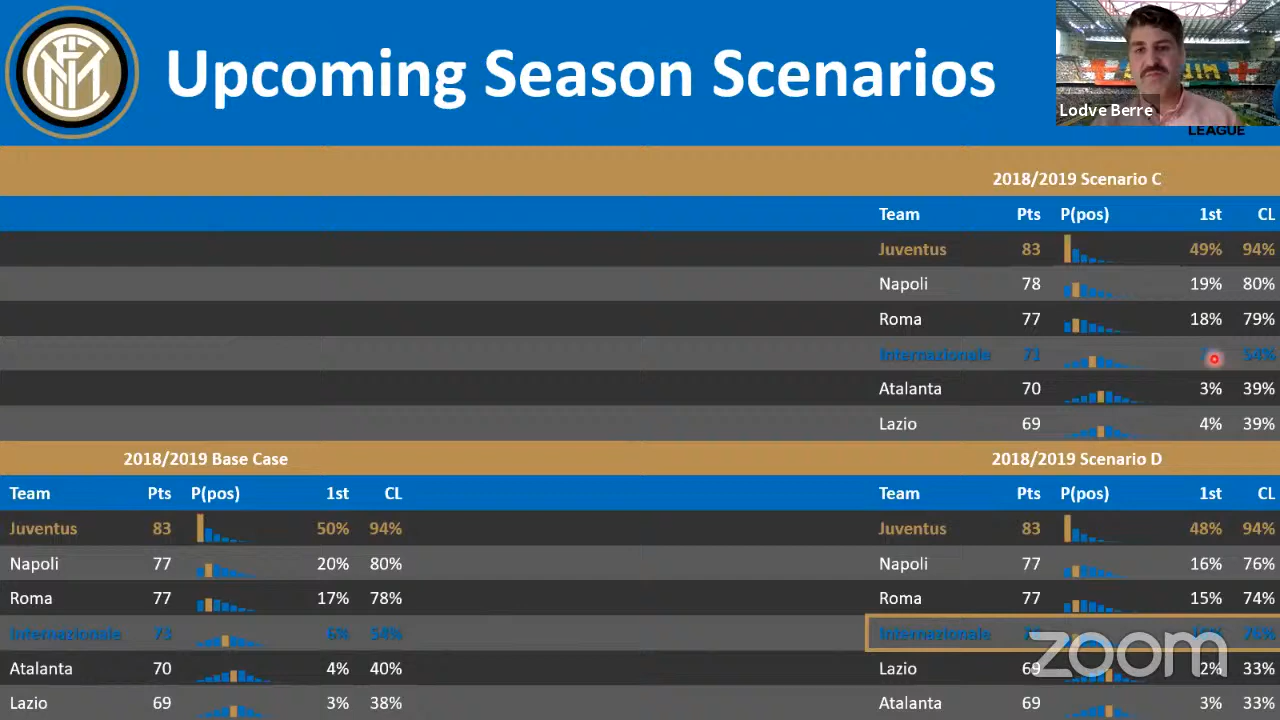 Upcoming Season Scenarios
Lodve Berre
LEAGUE
2018/2019 Scenario C
Team Pts P(pos) 1st CL
Juventus 83 49% 94%
Napoli 78 19% 80%
Roma 77 18% 79%
Internazionale 71 54%
Atalanta 70 3% 39%
Lazio 69 4% 39%
2018/2019 Base Case
Team Pts P(pos) 1st CL
Juventus 83 50% 94%
Napoli 77 20% 80%
Roma 77 17% 78%
Internazionale 73 6% 54%
Atalanta 70 4% 40%
Lazio 69 3% 38%
2018/2019 Scenario D
Team Pts P(pos) 1st CL
Juventus 83 48% 94%
Napoli 77 16% 76%
Roma 77 15% 74%
Internazionale 76%
Lazio 69 2% 33%
Atalanta 69 3% 33%
zoom